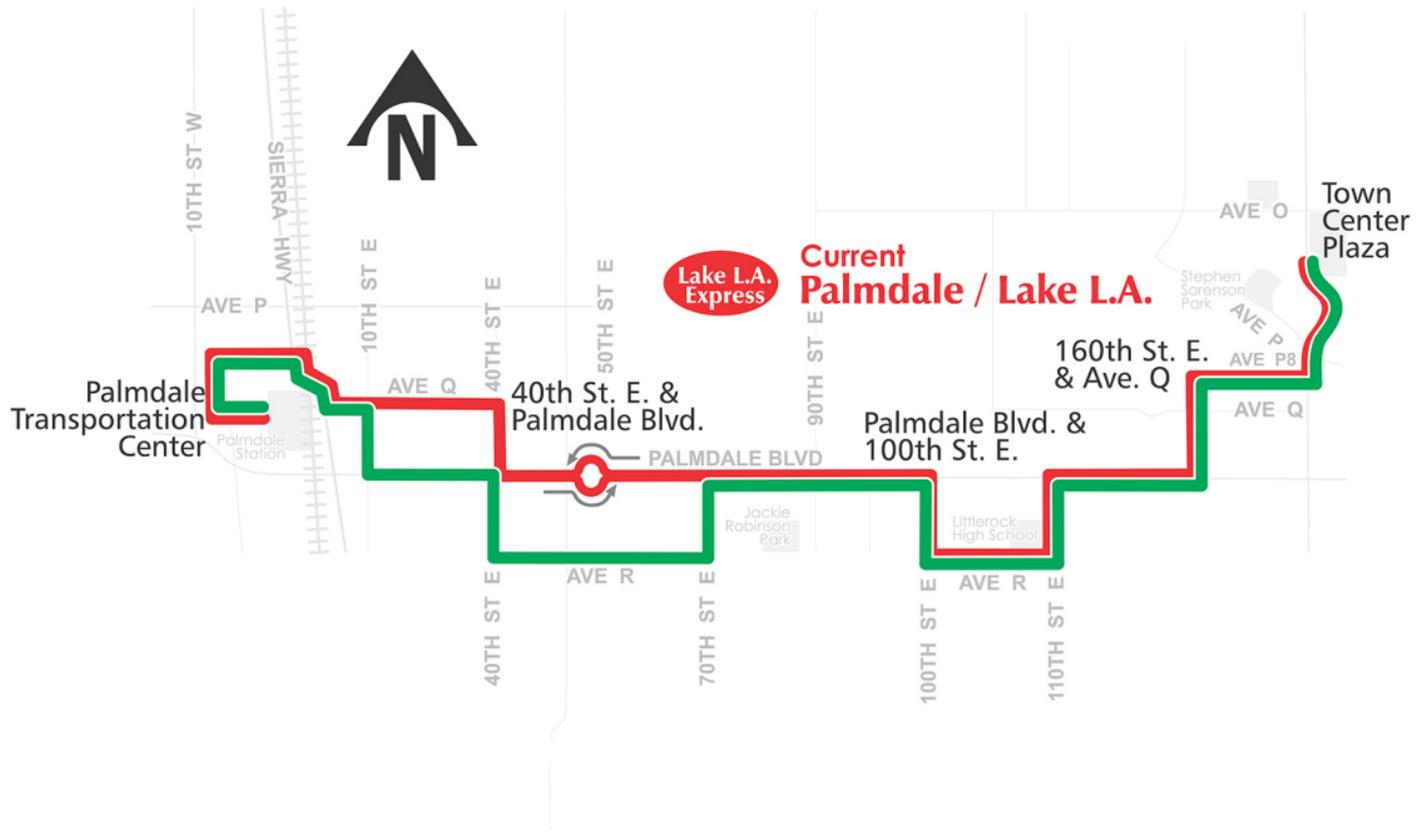 N
10TH ST W
SIERRA HWY
AVE P
10TH ST E
40TH ST E
50TH ST E
Lake L.A.
Express
Current
Palmdale / Lake L.A.
90TH ST E
AVE O
Town
Center
Plaza
Stephen
Sorenson
Park
AVE P
AVE P8
160th St. E.
& Ave. Q
AVE Q
Palmdale
Transportation
Center
Palmdale
Station
AVE Q
40th St. E. &
Palmdale Blvd.
PALMDALE BLVD
Palmdale Blvd. &
100th St. E.
Jackie
Robinson
Park
Littlerock
High School
AVE R
AVE R
40TH ST E
70TH ST E
100TH ST E
110TH ST E